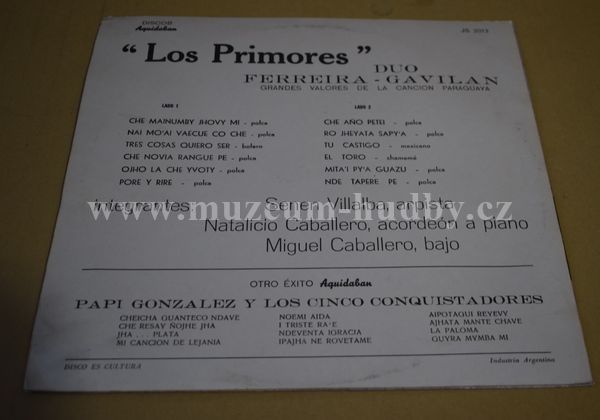 DISCOS
Aquidaban
JS 2013
“ Los Primores ”
DUO
FERREIRA - GAVILAN
GRANDES VALORES DE LA CANCION PARAGUAYA
LADO 1
CHE MAINUMBY JHOVY MI - polca
NAI MO'AI VAECUE CO CHE - polca
TRES COSAS QUIERO SER - bolero
CHE NOVIA RANGUE PE - polca
OJHO LA CHE YVOTY - polca
PORE Y RIRE - polca
LADO 2
CHE AÑO PETEI - polca
RO JHEYATA SAPY'A - polca
TU CASTIGO - mexicano
EL TORO - chamamé
MITA'I PY'A GUAZU - polca
NDE TAPERE PE - polca
integrantes: Senen Villalba, arpista
www.muzeum-hudby.cz
Natalicio Caballero, acordeón a piano
Miguel Caballero, bajo
OTRO ÉXITO Aquidaban
PAPI GONZALEZ Y LOS CINCO CONQUISTADORES
CHEICHA GUANTECO NDAVE
CHE RESAY ÑOJHE JHA
JHA . . . PLATA
MI CANCION DE LEJANIA
NOEMI AIDA
I TRISTE RA'E
NDEVENTA IGRACIA
IPAJHA NE ROVETAME
AIPOTAGUI REVEVY
AJHATA MANTE CHAVE
LA PALOMA
GUYRA MYMBA MI
DISCO ES CULTURA
Industria Argentina